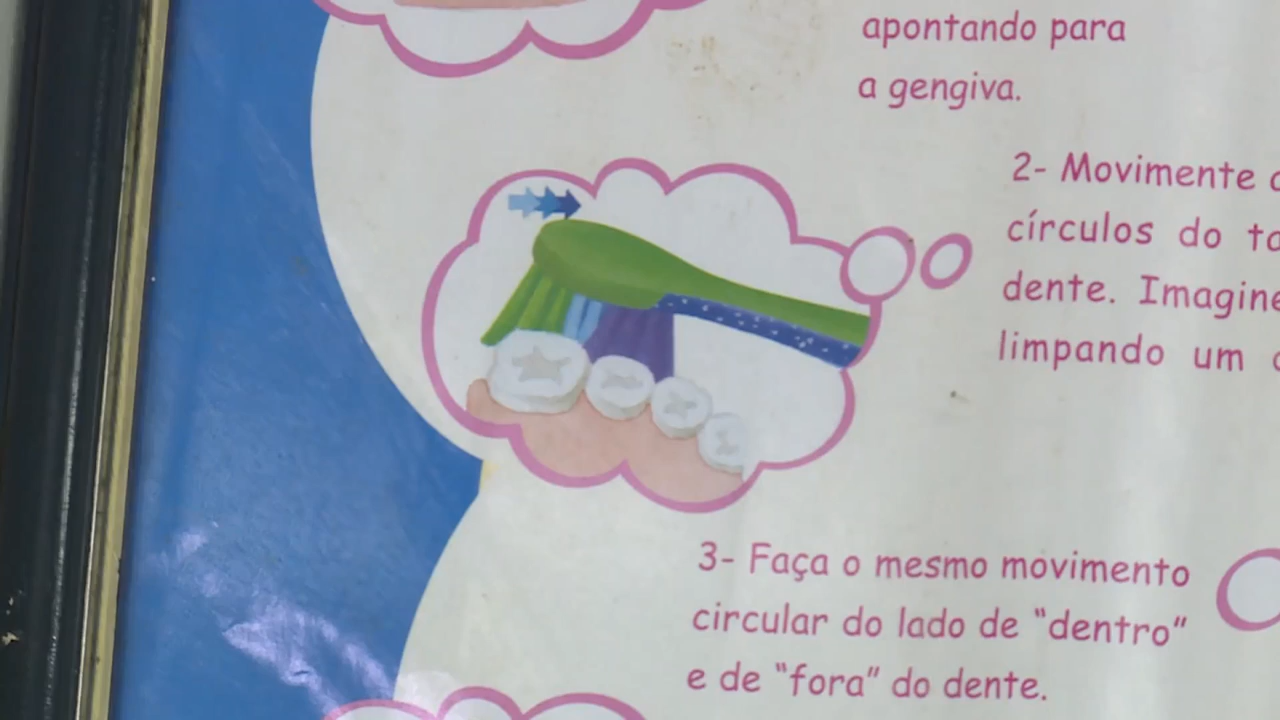 apontando para
a gengiva.
2- Movimente
círculos do
dente. Imagine
limpando um
3- Faça o mesmo movimento
circular do lado de "dentro"
e de "fora" do dente.